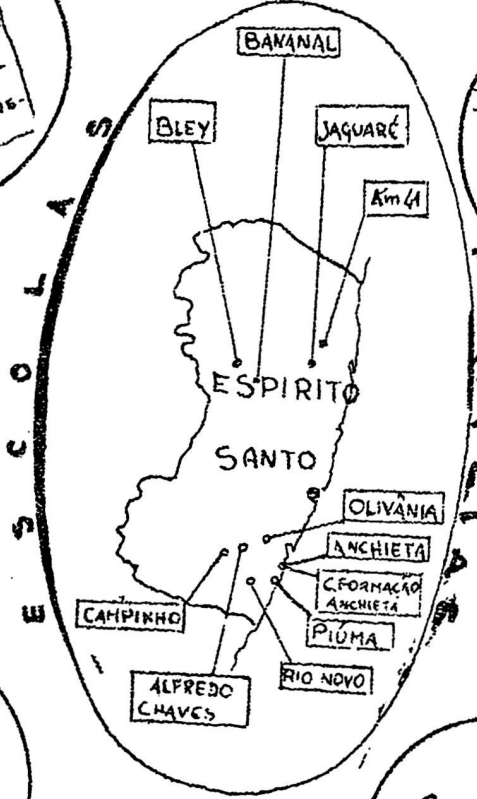 BANANAL
BLEY
JAGUARÉ
Km 41
ESPIRITO
SANTO
OLIVÂNIA
ANCHIETA
C.FORMAÇÃO
ANCHIETA
PIÚMA
RIO NOVO
CAMPINHO
ALFREDO
CHAVES
ESCOLAS